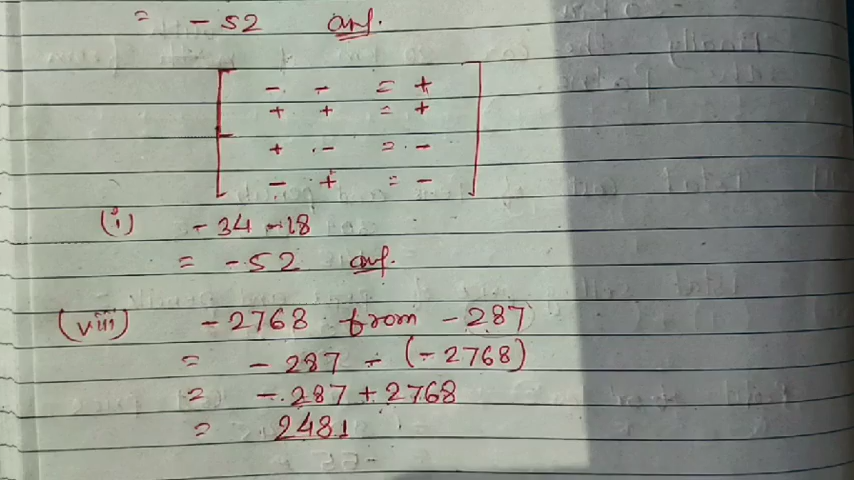 = -52 ans.
- - = +
+ + = +
+ - = -
- + = -
(i) -34 -18
= -52 ans.
(viii) -2768 from -287
= -287 - (-2768)
= -287 + 2768
= 2481